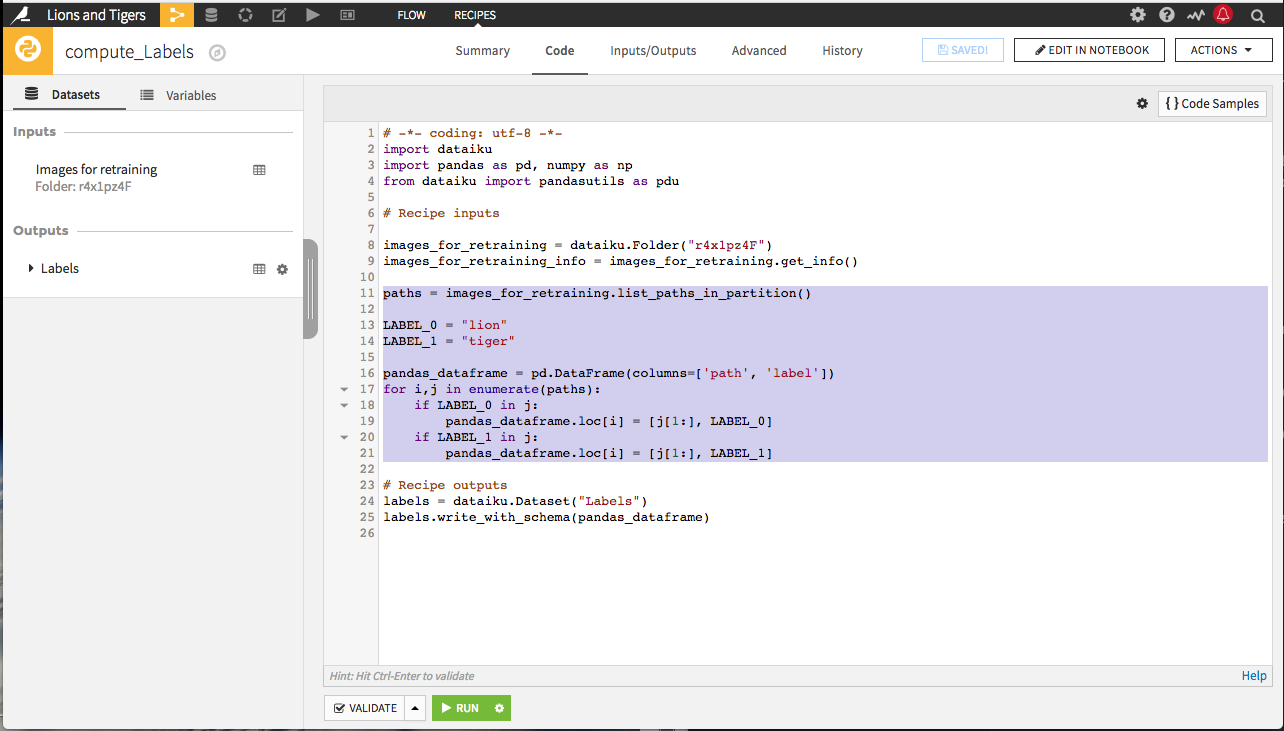 Lions and Tigers FLOW RECIPES
compute_Labels Summary Code Inputs/Outputs Advanced History SAVED! EDIT IN NOTEBOOK ACTIONS
Datasets Variables
{ } Code Samples
Inputs
Images for retraining
Folder: r4x1pz4F
Outputs
Labels
1 # -*- coding: utf-8 -*-
2 import dataiku
3 import pandas as pd, numpy as np
4 from dataiku import pandasutils as pdu
5
6 # Recipe inputs
7
8 images_for_retraining = dataiku.Folder("r4x1pz4F")
9 images_for_retraining_info = images_for_retraining.get_info()
10
11 paths = images_for_retraining.list_paths_in_partition()
12
13 LABEL_0 = "lion"
14 LABEL_1 = "tiger"
15
16 pandas_dataframe = pd.DataFrame(columns=['path', 'label'])
17 for i,j in enumerate(paths):
18     if LABEL_0 in j:
19         pandas_dataframe.loc[i] = [j[1:], LABEL_0]
20     if LABEL_1 in j:
21         pandas_dataframe.loc[i] = [j[1:], LABEL_1]
22
23 # Recipe outputs
24 labels = dataiku.Dataset("Labels")
25 labels.write_with_schema(pandas_dataframe)
26
Hint: Hit Ctrl-Enter to validate Help
VALIDATE RUN